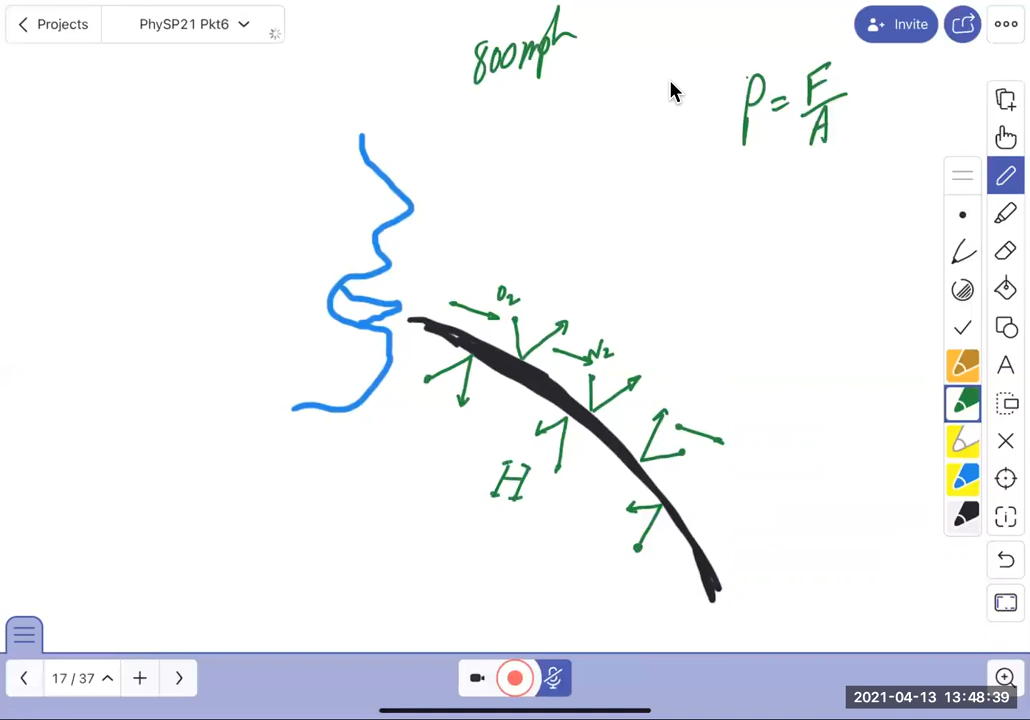 Projects
PhySP21 Pkt6
Invite
800mph
P = F/A
O2
N2
H
A
17 / 37
2021-04-13 13:48:39